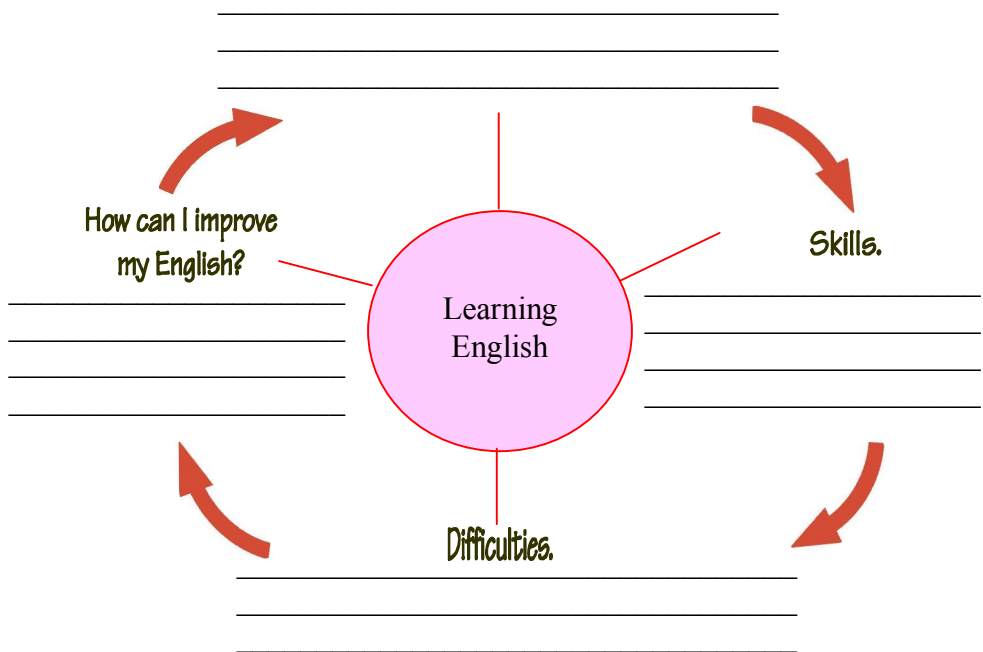 How can I improve
my English?
Skills.
Learning
English
Difficulties.